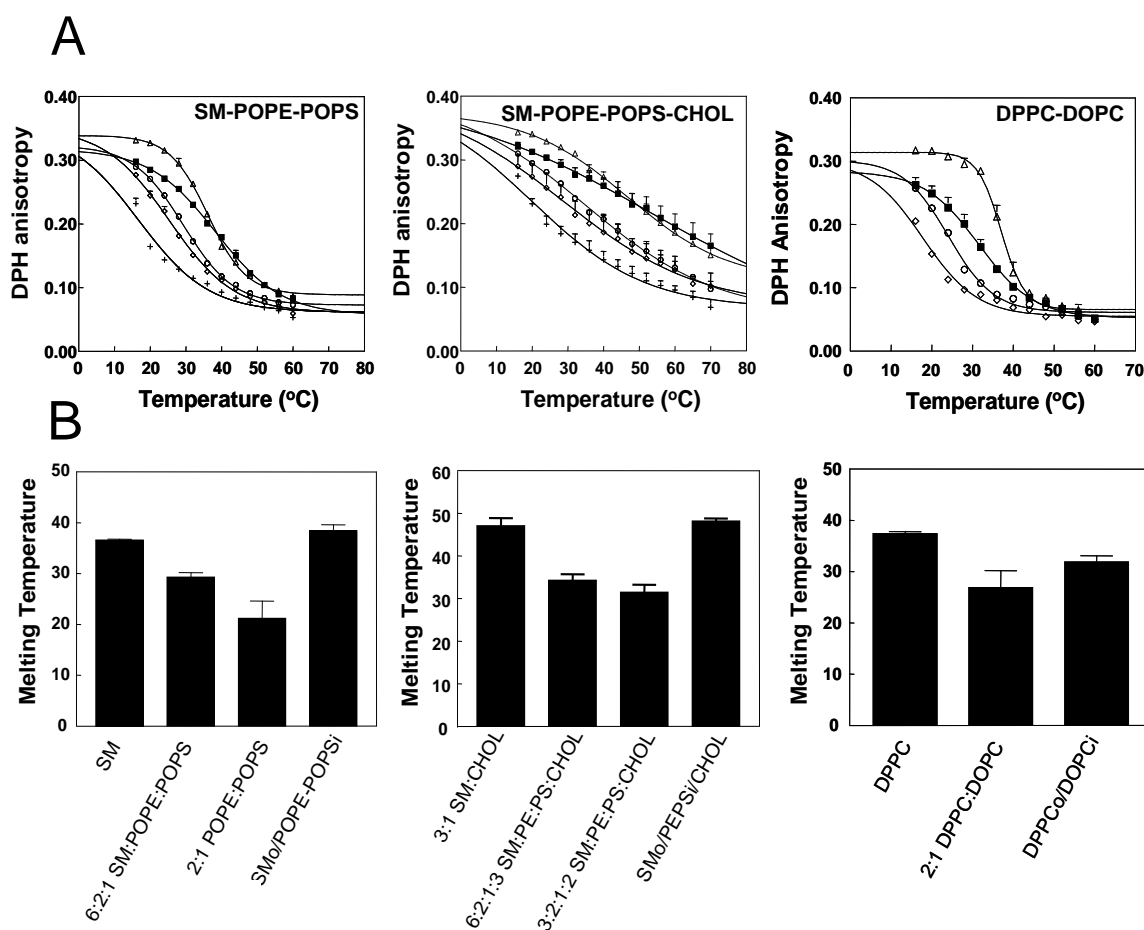 A
SM-POPE-POPS
SM-POPE-POPS-CHOL
DPPC-DOPC
DPH anisotropy
0.40
0.30
0.20
0.10
0.00
0 10 20 30 40 50 60 70 80
Temperature (ºC)
DPH anisotropy
0.40
0.30
0.20
0.10
0.00
0 10 20 30 40 50 60 70 80
Temperature (ºC)
DPH Anisotropy
0.40
0.30
0.20
0.10
0.00
0 10 20 30 40 50 60 70
Temperature (ºC)
B
Melting Temperature
50
40
30
20
10
0
SM
6:2:1 SM:POPE:POPS
2:1 POPE:POPS
SMo/POPE-POPSi
Melting Temperature
60
50
40
30
20
10
0
3:1 SM:CHOL
6:2:1:3 SM:PE:PS:CHOL
3:2:1:2 SM:PE:PS:CHOL
SMo/PEPSi/CHOL
Melting Temperature
50
40
30
20
10
0
DPPC
2:1 DPPC:DOPC
DPPCo/DOPCi